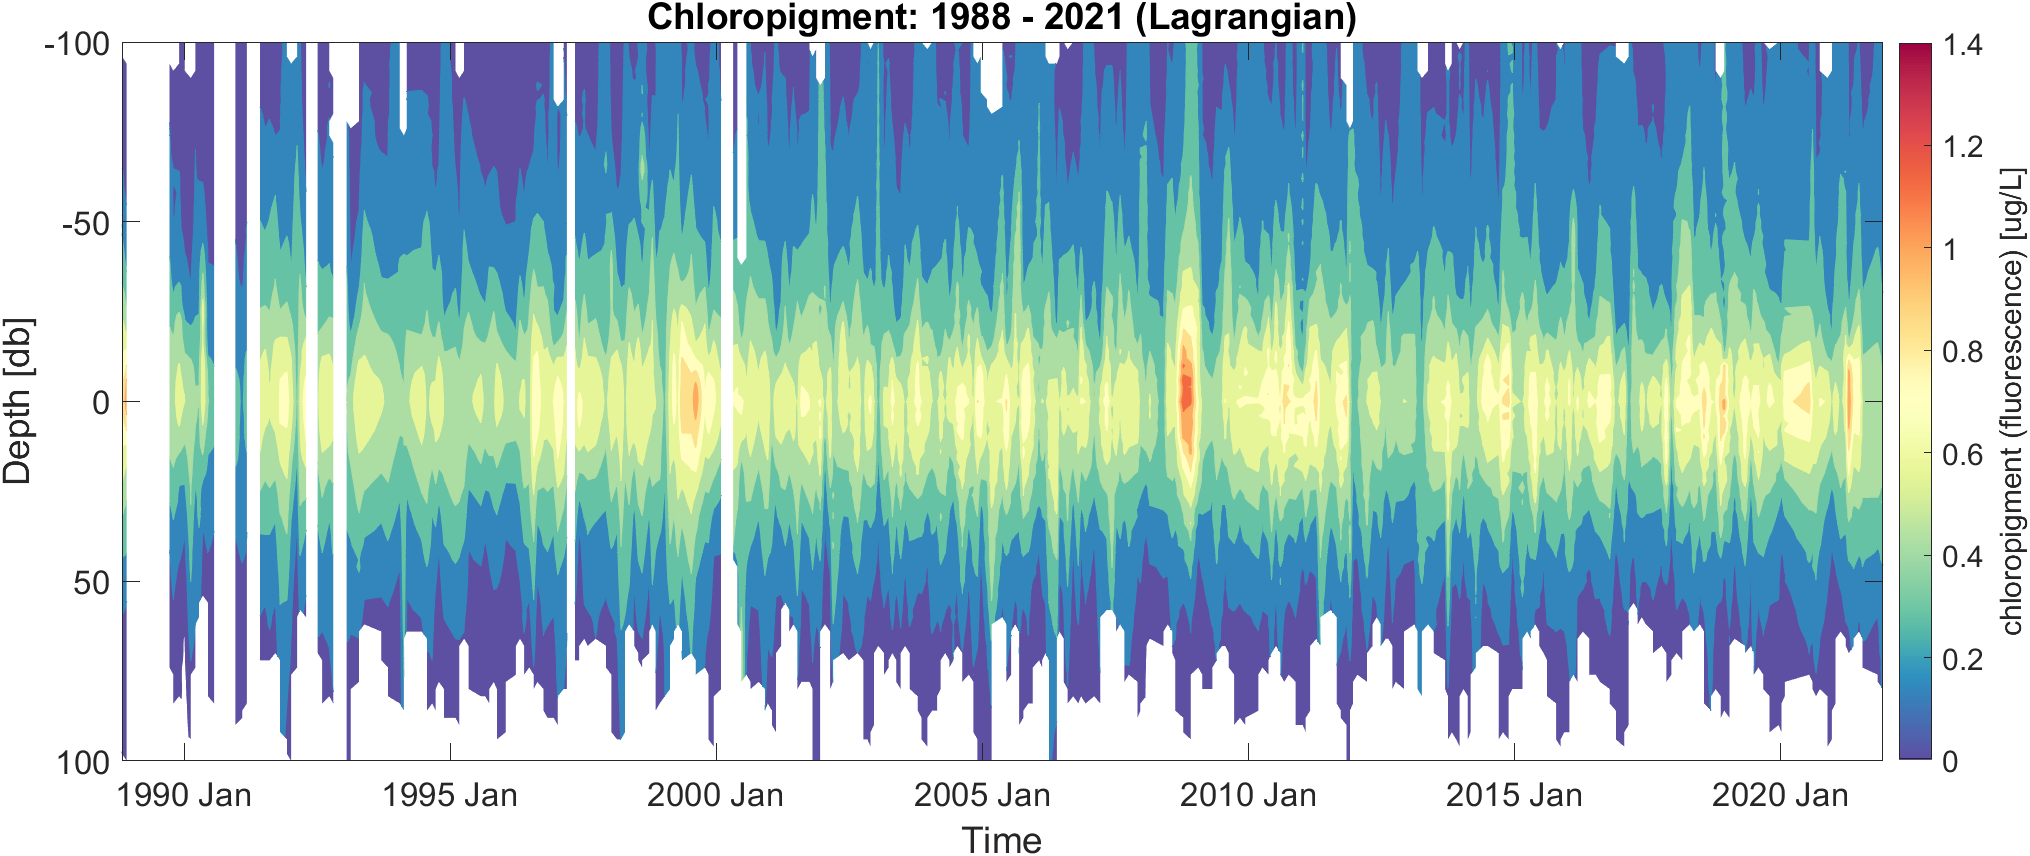 Chloropigment: 1988 - 2021 (Lagrangian)
-100
-50
0
50
100
Depth [db]
1990 Jan
1995 Jan
2000 Jan
2005 Jan
2010 Jan
2015 Jan
2020 Jan
Time
1.4
1.2
1
0.8
0.6
0.4
0.2
0
chloropigment (fluorescence) [ug/L]